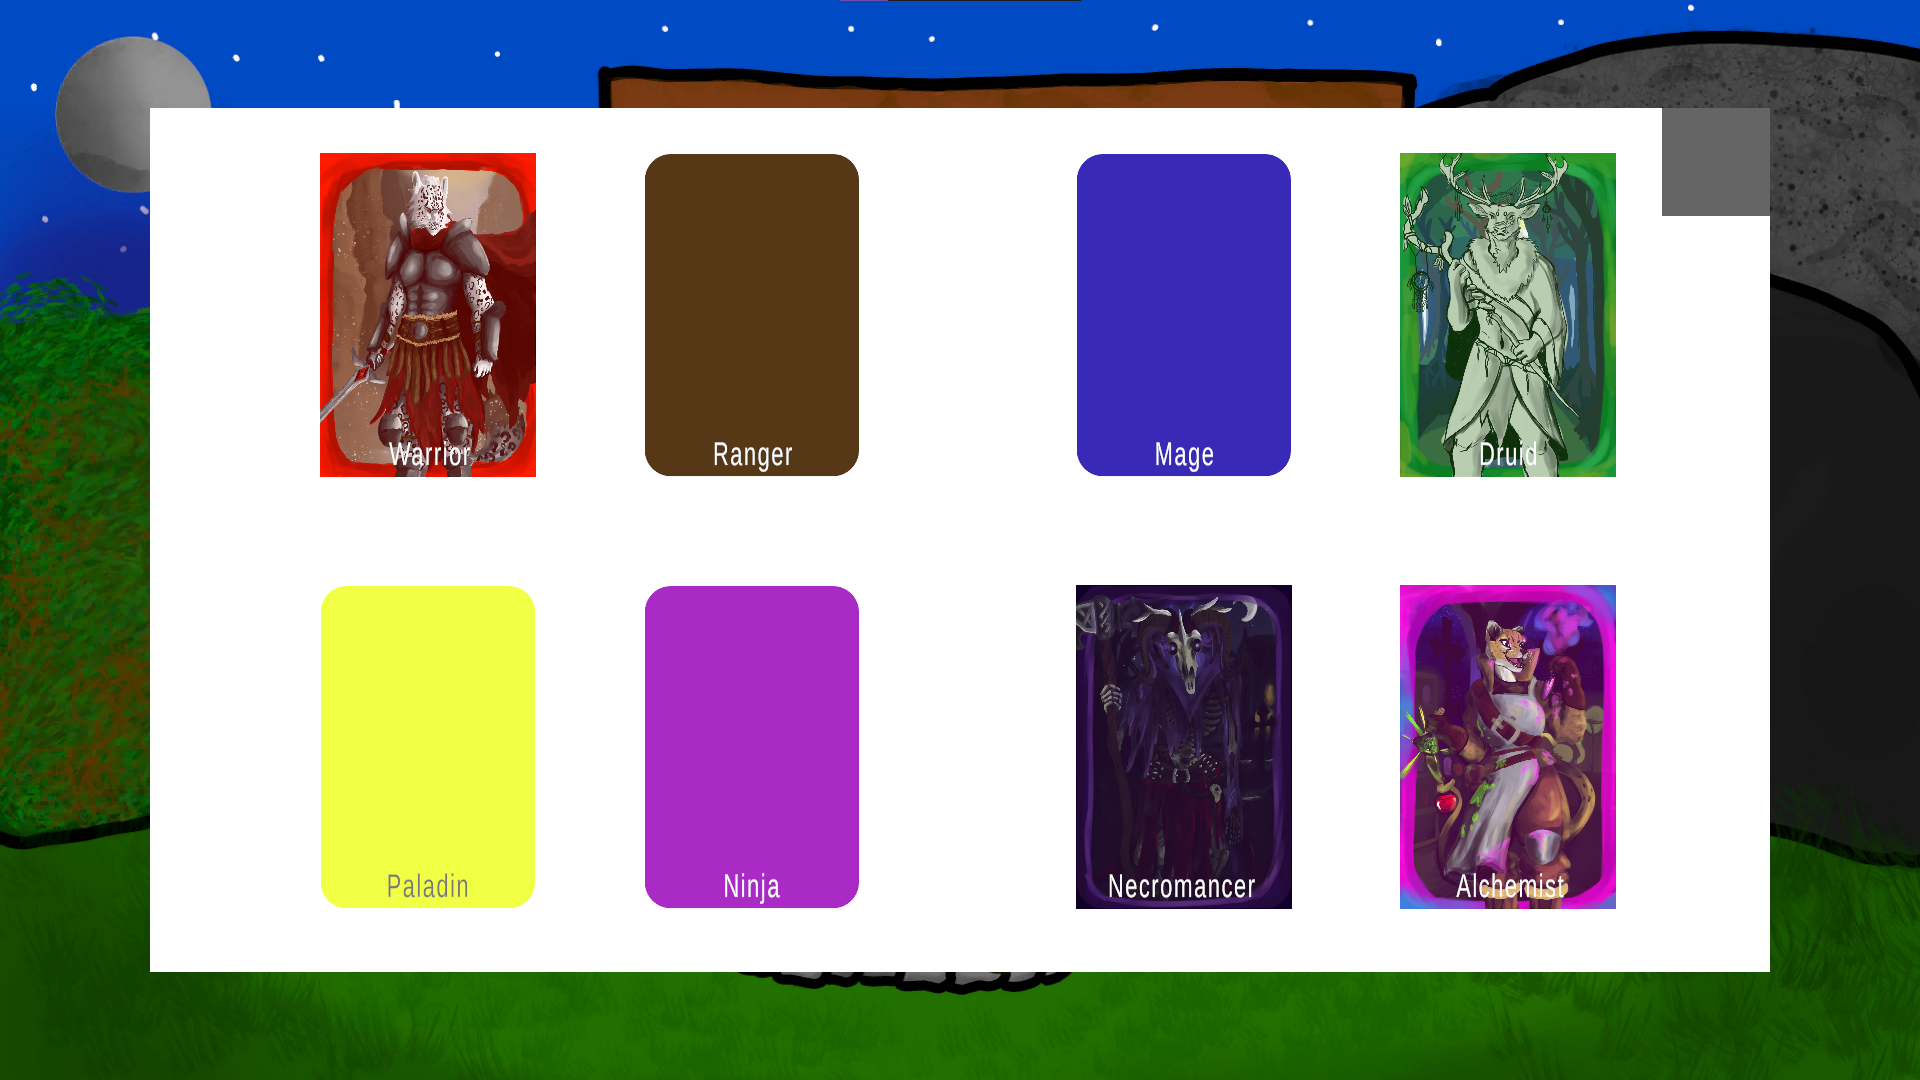 Warrior
Ranger
Mage
Druid
Paladin
Ninja
Necromancer
Alchemist